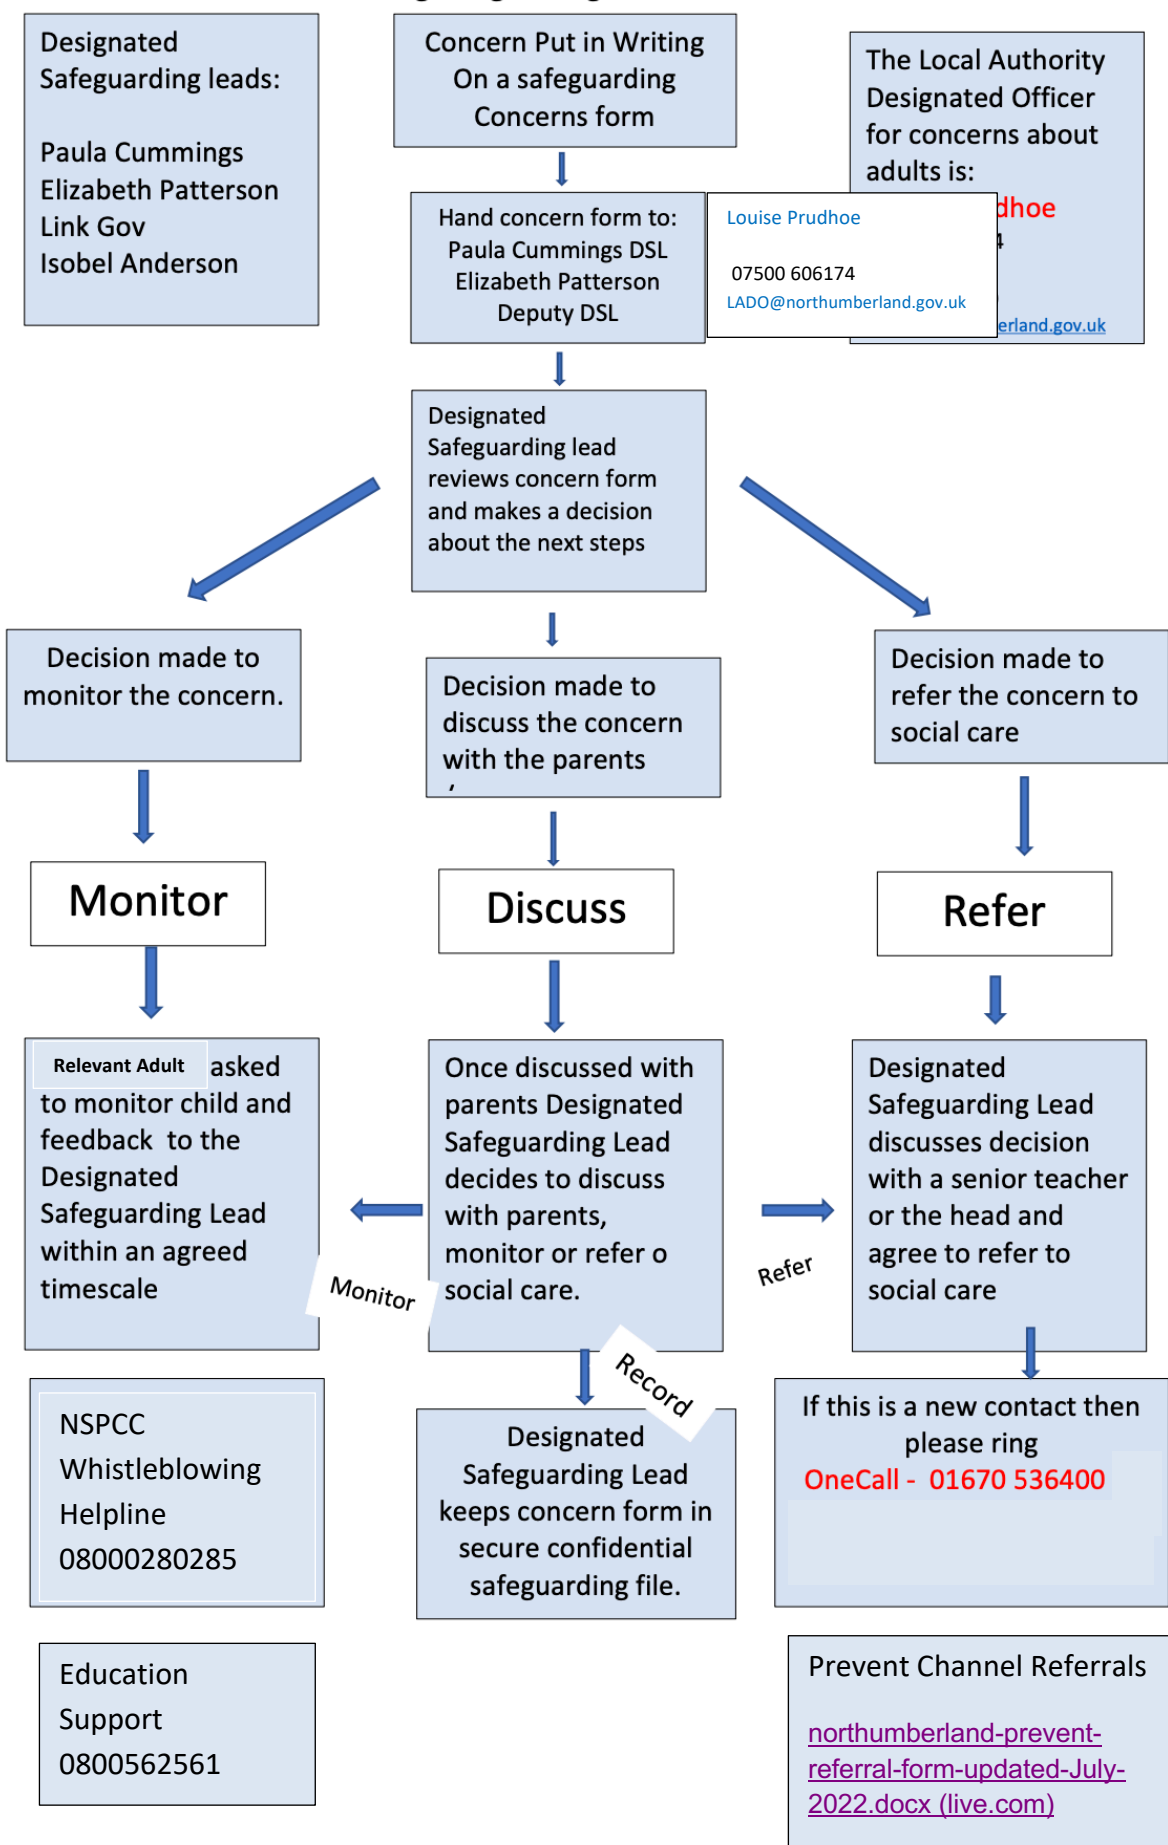 Designated
Safeguarding leads:
Paula Cummings
Elizabeth Patterson
Link Gov
Isobel Anderson
Concern Put in Writing
On a safeguarding
Concerns form
The Local Authority
Designated Officer
for concerns about
adults is:
dhoe
4
erland.gov.uk
Hand concern form to:
Paula Cummings DSL
Elizabeth Patterson
Deputy DSL
Louise Prudhoe
07500 606174
LADO@northumberland.gov.uk
Designated
Safeguarding lead
reviews concern form
and makes a decision
about the next steps
Decision made to
monitor the concern.
Decision made to
discuss the concern
with the parents
Decision made to
refer the concern to
social care
Monitor
Discuss
Refer
Relevant Adult asked
to monitor child and
feedback to the
Designated
Safeguarding Lead
within an agreed
timescale
Once discussed with
parents Designated
Safeguarding Lead
decides to discuss
with parents,
monitor or refer o
social care.
Designated
Safeguarding Lead
discusses decision
with a senior teacher
or the head and
agree to refer to
social care
Monitor
Refer
Record
NSPCC
Whistleblowing
Helpline
08000280285
Designated
Safeguarding Lead
keeps concern form in
secure confidential
safeguarding file.
If this is a new contact then
please ring
OneCall - 01670 536400
Education
Support
0800562561
Prevent Channel Referrals
northumberland-prevent-
referral-form-updated-July-
2022.docx (live.com)